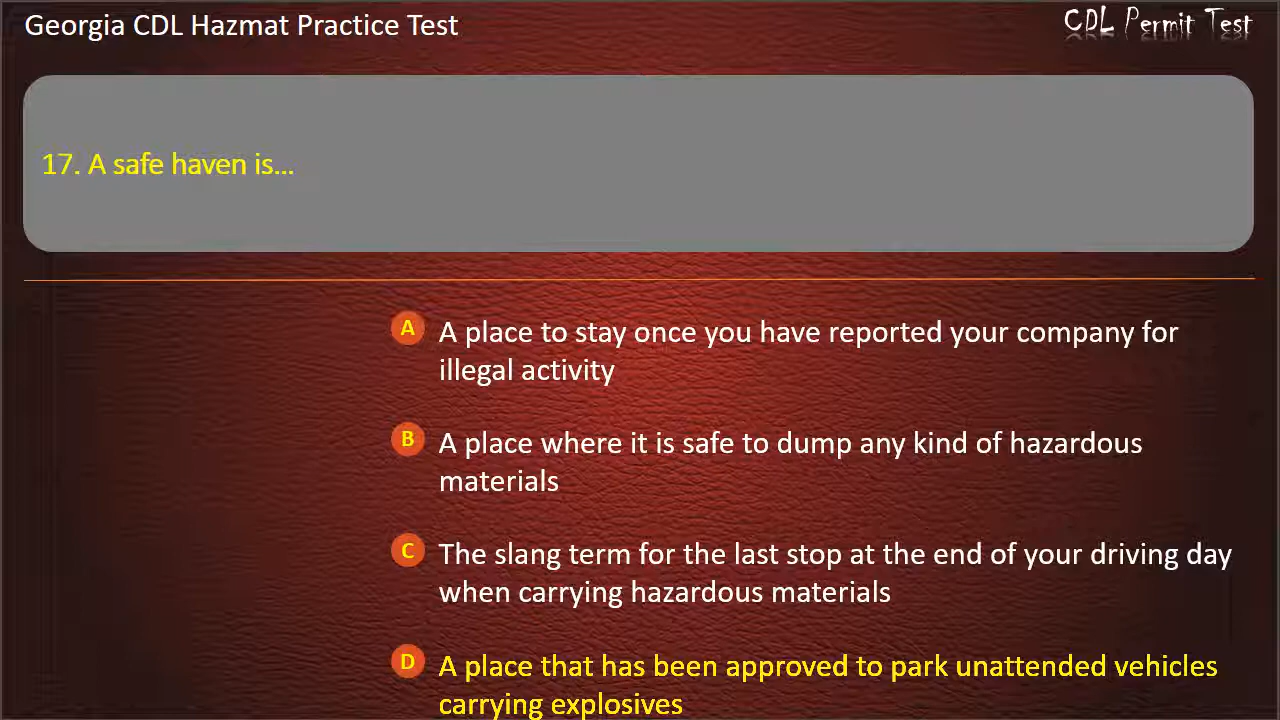 Georgia CDL Hazmat Practice Test
CDL Permit Test
17. A safe haven is...
A
A place to stay once you have reported your company for
illegal activity
B
A place where it is safe to dump any kind of hazardous
materials
C
The slang term for the last stop at the end of your driving day
when carrying hazardous materials
D
A place that has been approved to park unattended vehicles
carrying explosives